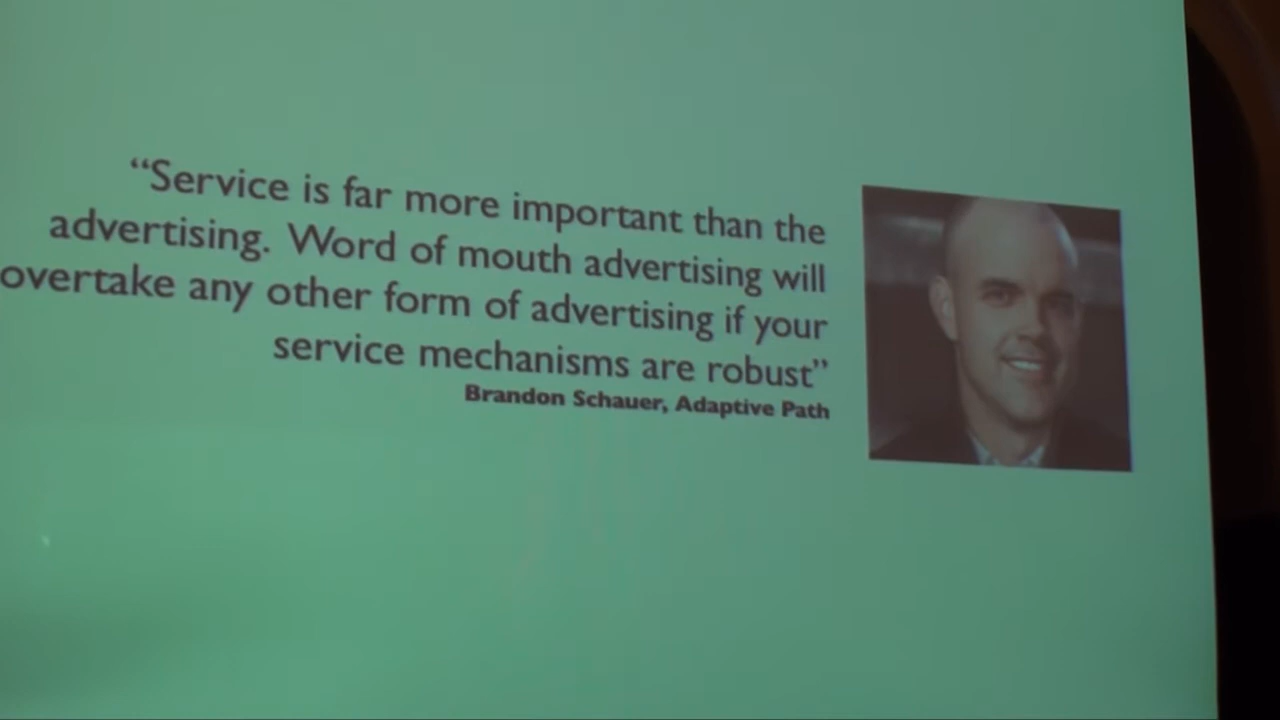 “Service is far more important than the
advertising. Word of mouth advertising will
overtake any other form of advertising if your
service mechanisms are robust”
Brandon Schauer, Adaptive Path